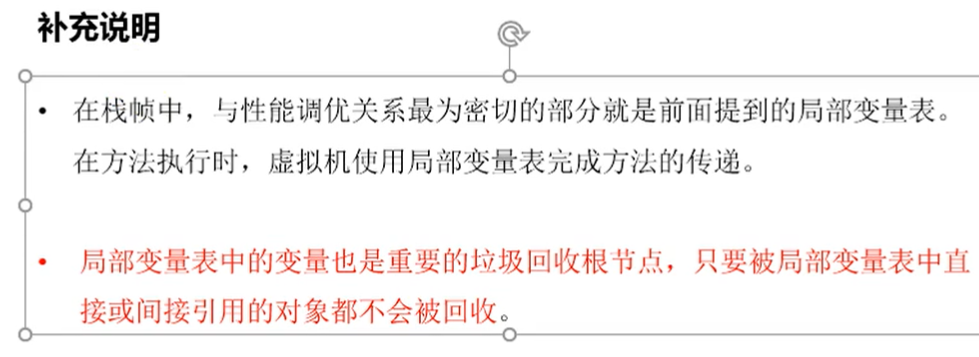 补充说明
• 在栈帧中，与性能调优关系最为密切的部分就是前面提到的局部变量表。
在方法执行时，虚拟机使用局部变量表完成方法的传递。
• 局部变量表中的变量也是重要的垃圾回收根节点，只要被局部变量表中直
接或间接引用的对象都不会被回收。